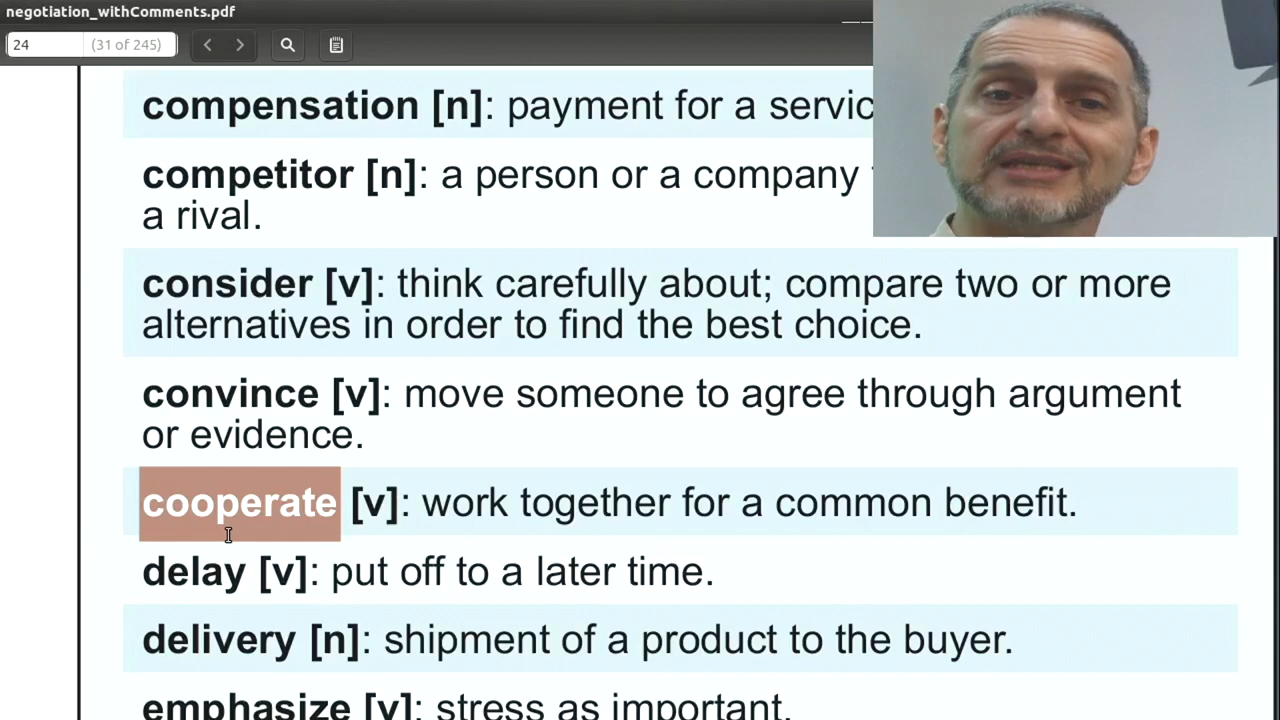 negotiation_withComments.pdf
24 (31 of 245)
compensation [n]: payment for a servic
competitor [n]: a person or a company
a rival.
consider [v]: think carefully about; compare two or more
alternatives in order to find the best choice.
convince [v]: move someone to agree through argument
or evidence.
cooperate [v]: work together for a common benefit.
delay [v]: put off to a later time.
delivery [n]: shipment of a product to the buyer.
emphasize [v]: stress as important.